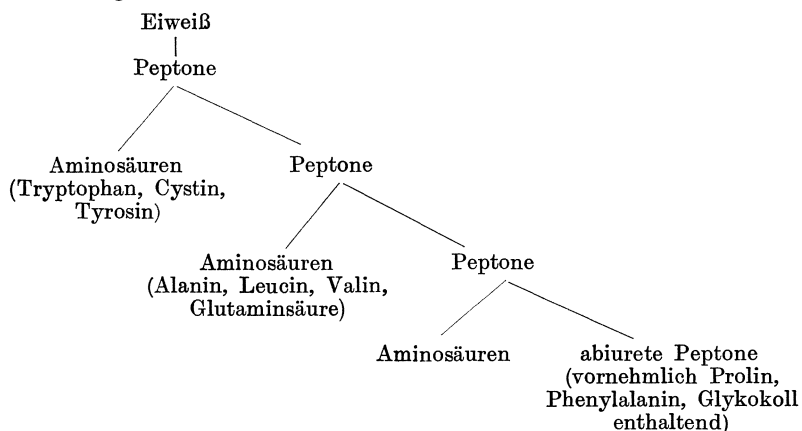 Eiweiß
Peptone
Aminosäuren
(Tryptophan, Cystin,
Tyrosin)
Peptone
Aminosäuren
(Alanin, Leucin, Valin,
Glutaminsäure)
Peptone
Aminosäuren
abiurete Peptone
(vornehmlich Prolin,
Phenylalanin, Glykokoll
enthaltend)